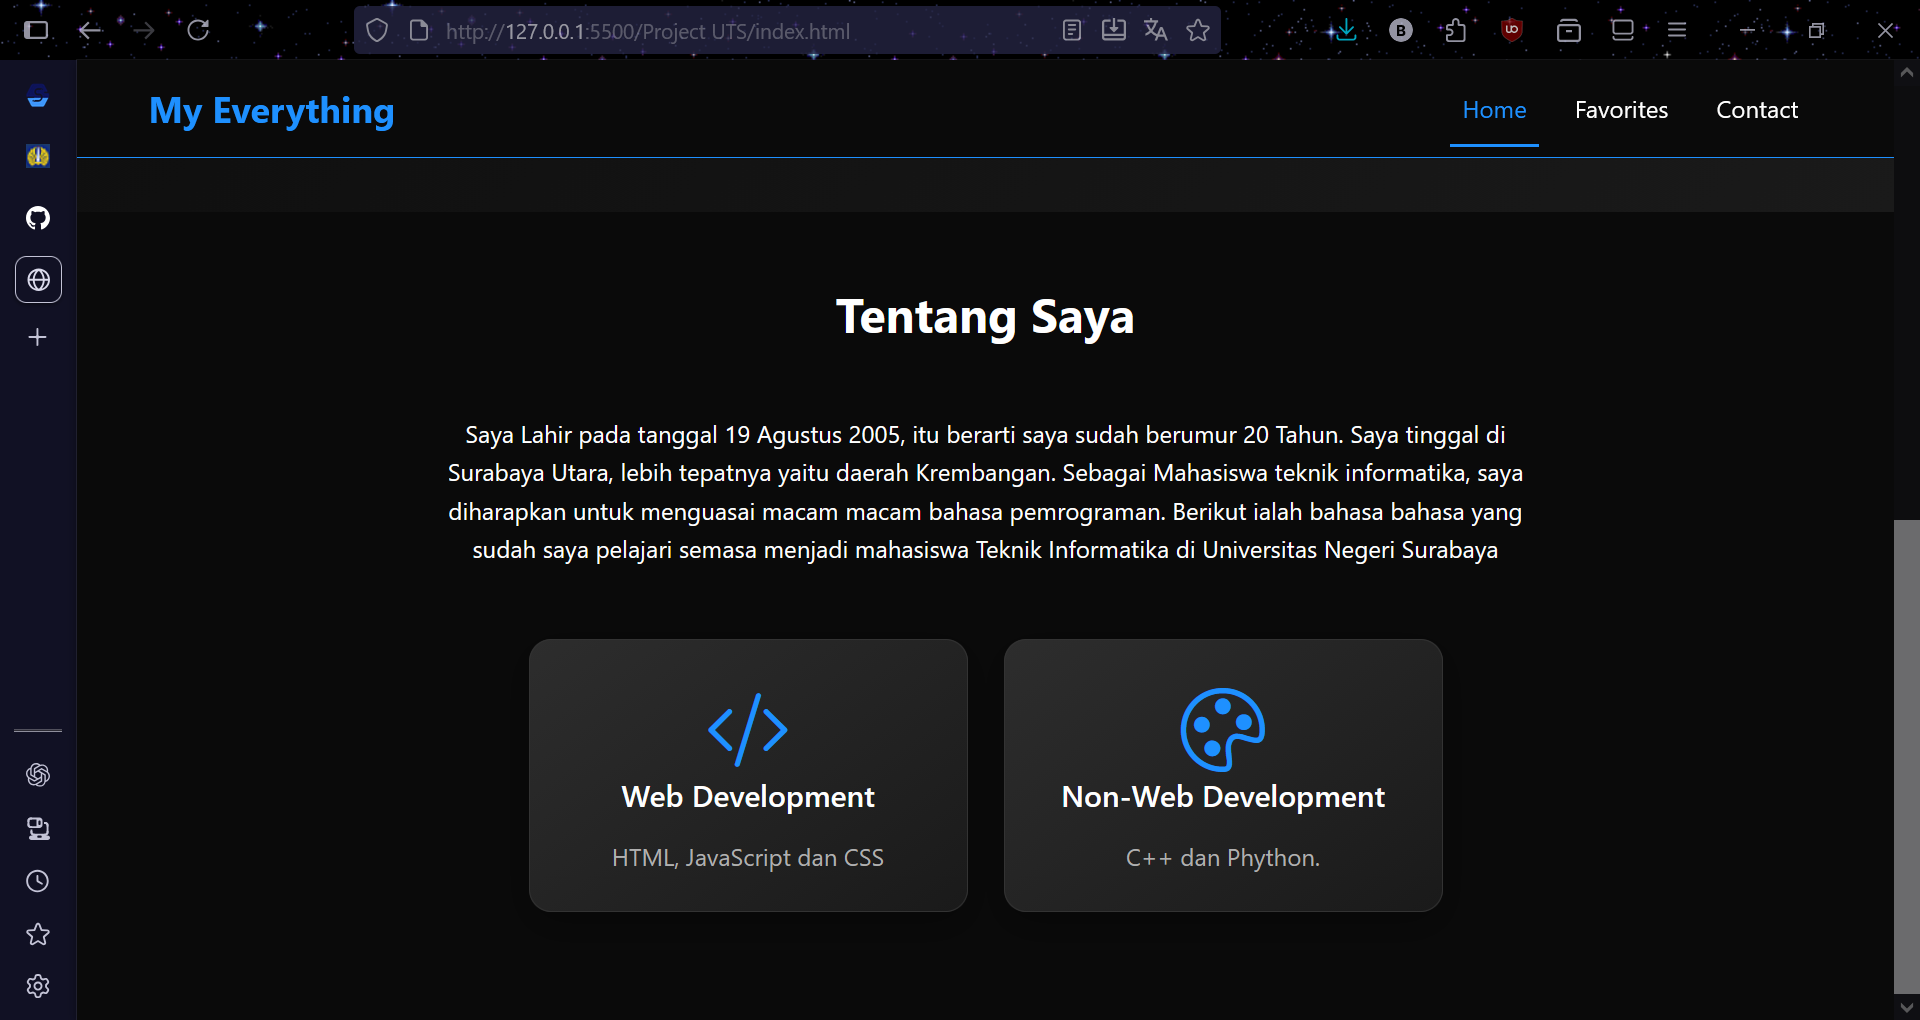 http://127.0.0.1:5500/Project UTS/index.html
B
My Everything
Home
Favorites
Contact
Tentang Saya
Saya Lahir pada tanggal 19 Agustus 2005, itu berarti saya sudah berumur 20 Tahun. Saya tinggal di
Surabaya Utara, lebih tepatnya yaitu daerah Krembangan. Sebagai Mahasiswa teknik informatika, saya
diharapkan untuk menguasai macam macam bahasa pemrograman. Berikut ialah bahasa bahasa yang
sudah saya pelajari semasa menjadi mahasiswa Teknik Informatika di Universitas Negeri Surabaya
Web Development
HTML, JavaScript dan CSS
Non-Web Development
C++ dan Phython.